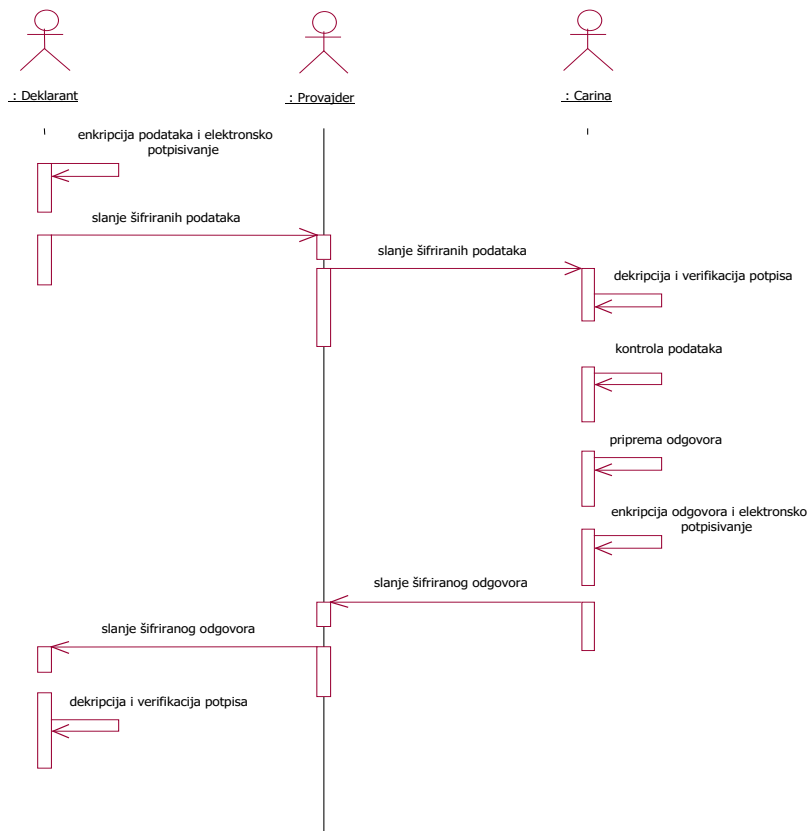 : Deklarant
: Provajder
: Carina
enkripcija podataka i elektronsko
potpisivanje
slanje šifriranih podataka
slanje šifriranih podataka
dekripcija i verifikacija potpisa
kontrola podataka
priprema odgovora
enkripcija odgovora i elektronsko
potpisivanje
slanje šifriranog odgovora
slanje šifriranog odgovora
dekripcija i verifikacija potpisa